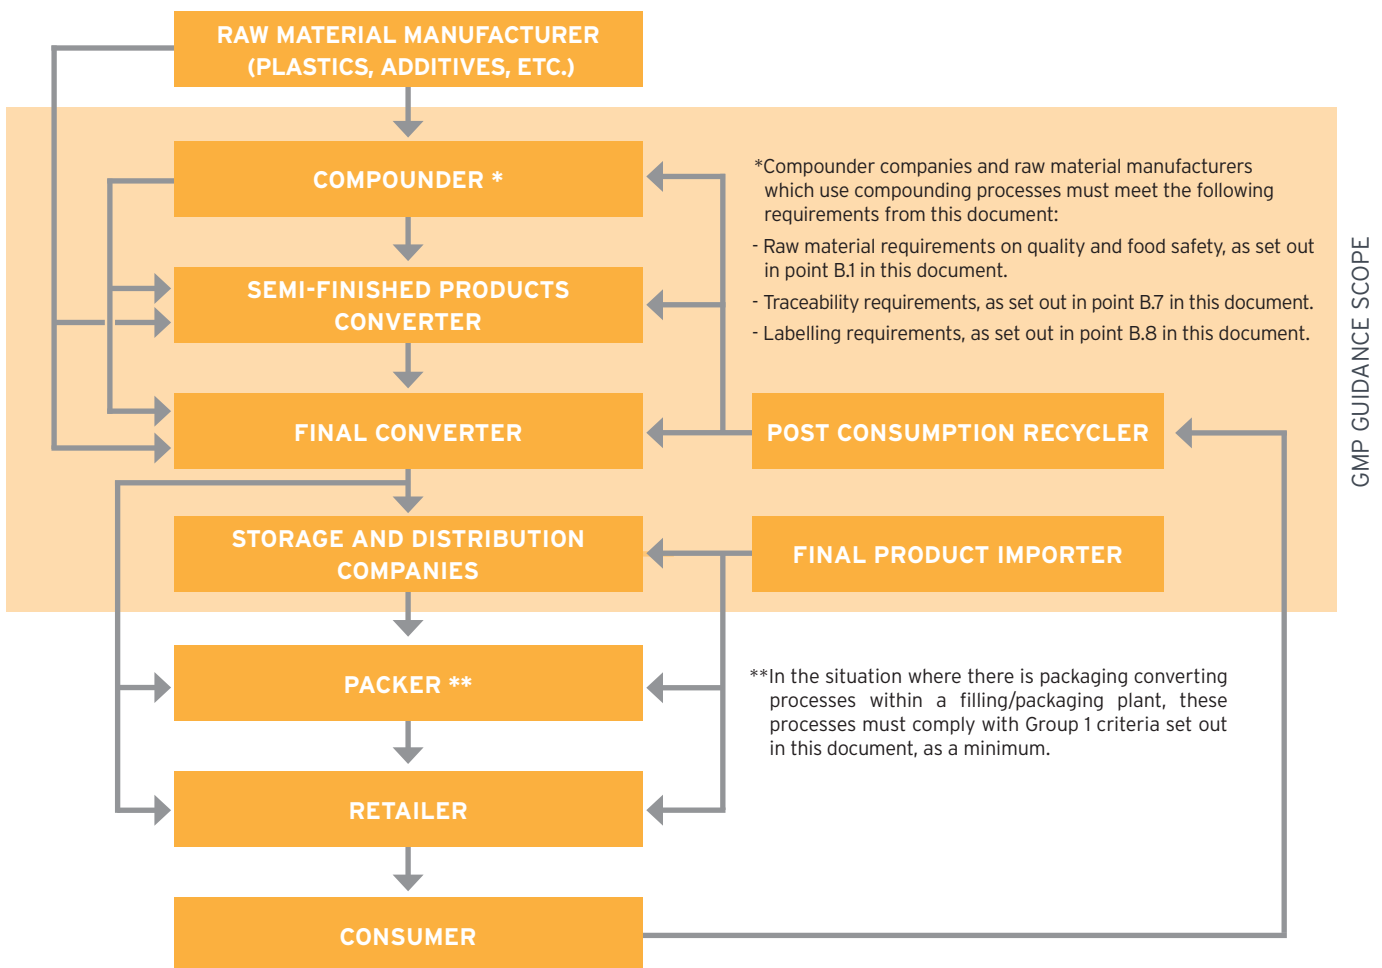 RAW MATERIAL MANUFACTURER
(PLASTICS, ADDITIVES, ETC.)
COMPOUNDER *
*Compounder companies and raw material manufacturers
which use compounding processes must meet the following
requirements from this document:
- Raw material requirements on quality and food safety, as set out
in point B.1 in this document.
- Traceability requirements, as set out in point B.7 in this document.
- Labelling requirements, as set out in point B.8 in this document.
GMP GUIDANCE SCOPE
SEMI-FINISHED PRODUCTS
CONVERTER
FINAL CONVERTER
POST CONSUMPTION RECYCLER
STORAGE AND DISTRIBUTION
COMPANIES
FINAL PRODUCT IMPORTER
PACKER **
**In the situation where there is packaging converting
processes within a filling/packaging plant, these
processes must comply with Group 1 criteria set out
in this document, as a minimum.
RETAILER
CONSUMER